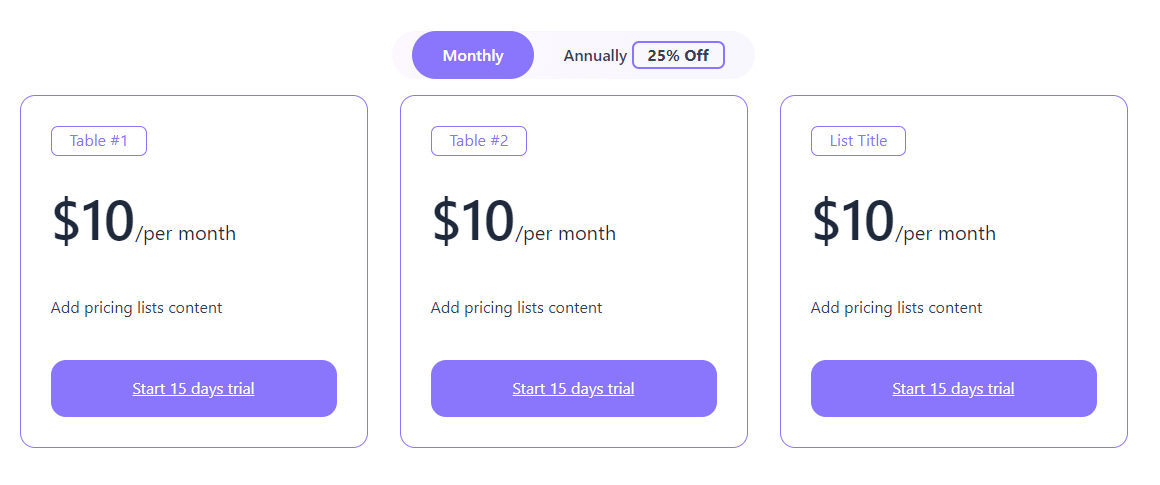 Monthly
Annually 25% Off
Table #1
$10/per month
Add pricing lists content
Start 15 days trial
Table #2
$10/per month
Add pricing lists content
Start 15 days trial
List Title
$10/per month
Add pricing lists content
Start 15 days trial